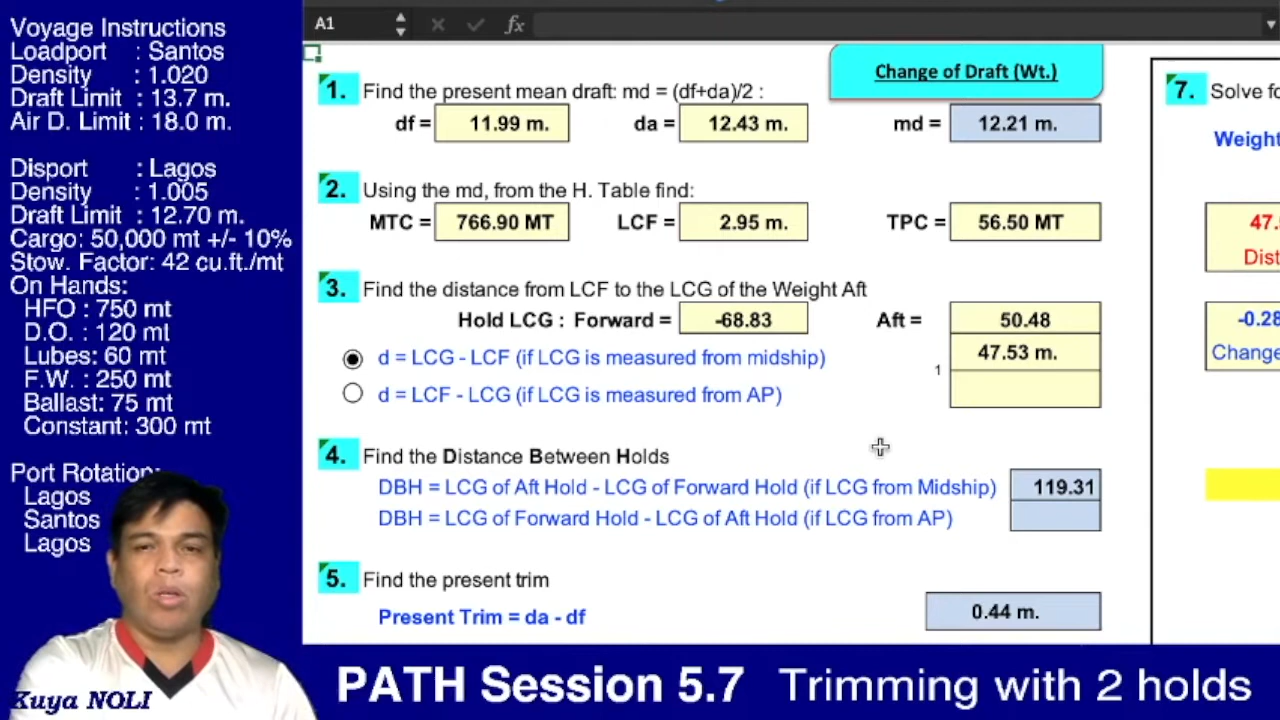 Voyage Instructions
Loadport : Santos
Density : 1.020
Draft Limit : 13.7 m.
Air D. Limit : 18.0 m.
Disport : Lagos
Density : 1.005
Draft Limit : 12.70 m.
Cargo: 50,000 mt +/- 10%
Stow. Factor: 42 cu.ft./mt
On Hands:
HFO : 750 mt
D.O. : 120 mt
Lubes: 60 mt
F.W. : 250 mt
Ballast: 75 mt
Constant: 300 mt
Port Rotation:
Lagos
Santos
Lagos
Kuya NOLI
A1 fx
Change of Draft (Wt.)
1. Find the present mean draft: md = (df+da)/2 :
df = 11.99 m. da = 12.43 m. md = 12.21 m.
2. Using the md, from the H. Table find:
MTC = 766.90 MT LCF = 2.95 m. TPC = 56.50 MT
3. Find the distance from LCF to the LCG of the Weight Aft
Hold LCG : Forward = -68.83 Aft = 50.48
d = LCG - LCF (if LCG is measured from midship) 47.53 m.
1
d = LCF - LCG (if LCG is measured from AP)
4. Find the Distance Between Holds
DBH = LCG of Aft Hold - LCG of Forward Hold (if LCG from Midship) 119.31
DBH = LCG of Forward Hold - LCG of Aft Hold (if LCG from AP)
5. Find the present trim
Present Trim = da - df 0.44 m.
7. Solve fo
Weight
47.
Dist
-0.28
Change
PATH Session 5.7 Trimming with 2 holds